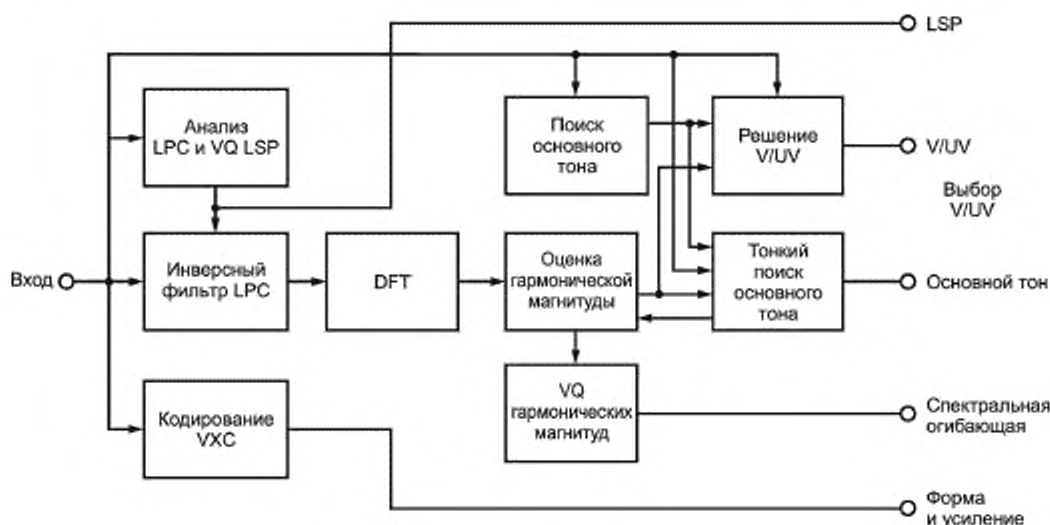 LSP
Анализ
LPC и VQ LSP
Поиск
основного
тона
Решение
V/UV
V/UV
Выбор
V/UV
Вход
Инверсный
фильтр LPC
DFT
Оценка
гармонической
магнитуды
Тонкий
поиск
основного
тона
Основной тон
Кодирование
VXC
VQ
гармонических
магнитуд
Спектральная
огибающая
Форма
и усиление